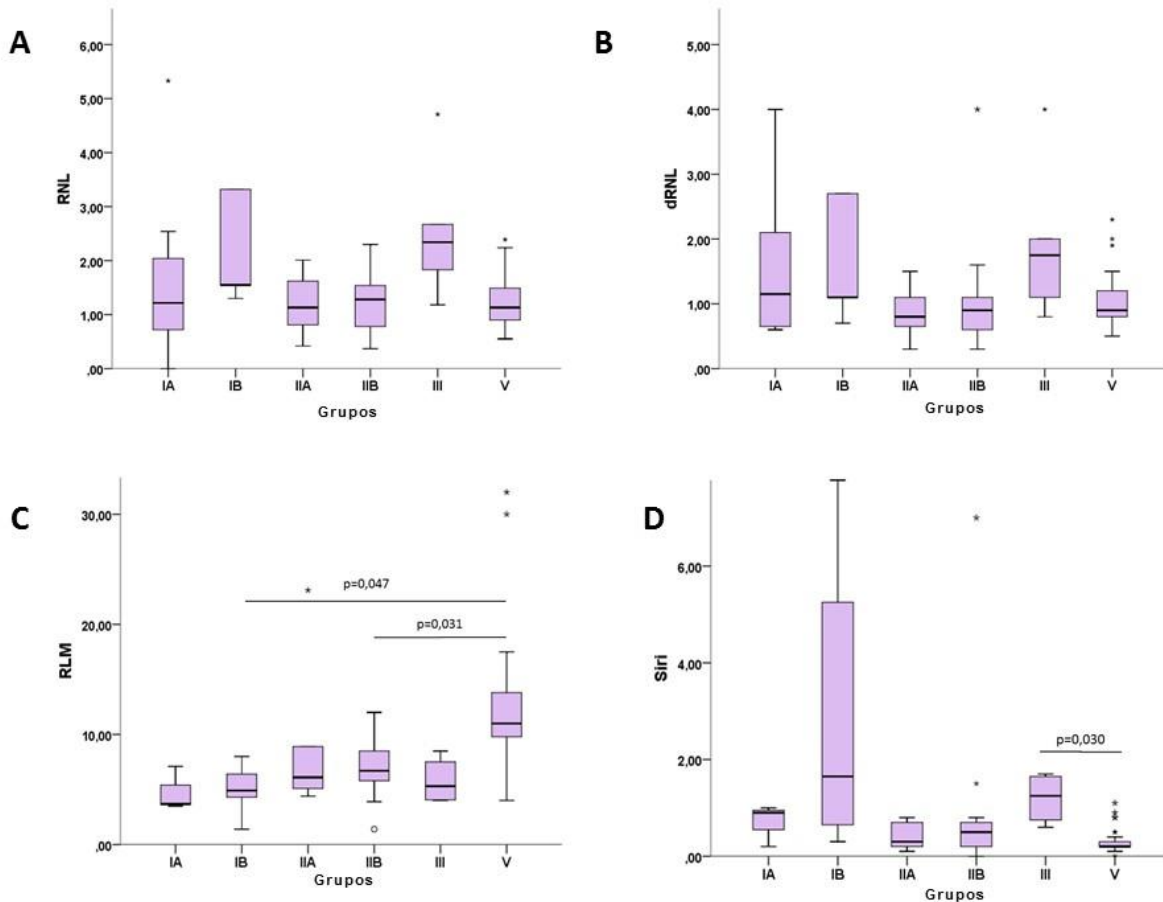 A
6,00
5,00
4,00
3,00
2,00
1,00
,00
RNL
IA IB IIA IIB III V
Grupos
B
5,00
4,00
3,00
2,00
1,00
,00
dRNL
IA IB IIA IIB III V
Grupos
C
30,00
20,00
10,00
,00
RLM
p=0,047
p=0,031
IA IB IIA IIB III V
Grupos
D
6,00
4,00
2,00
,00
Siri
p=0,030
IA IB IIA IIB III V
Grupos